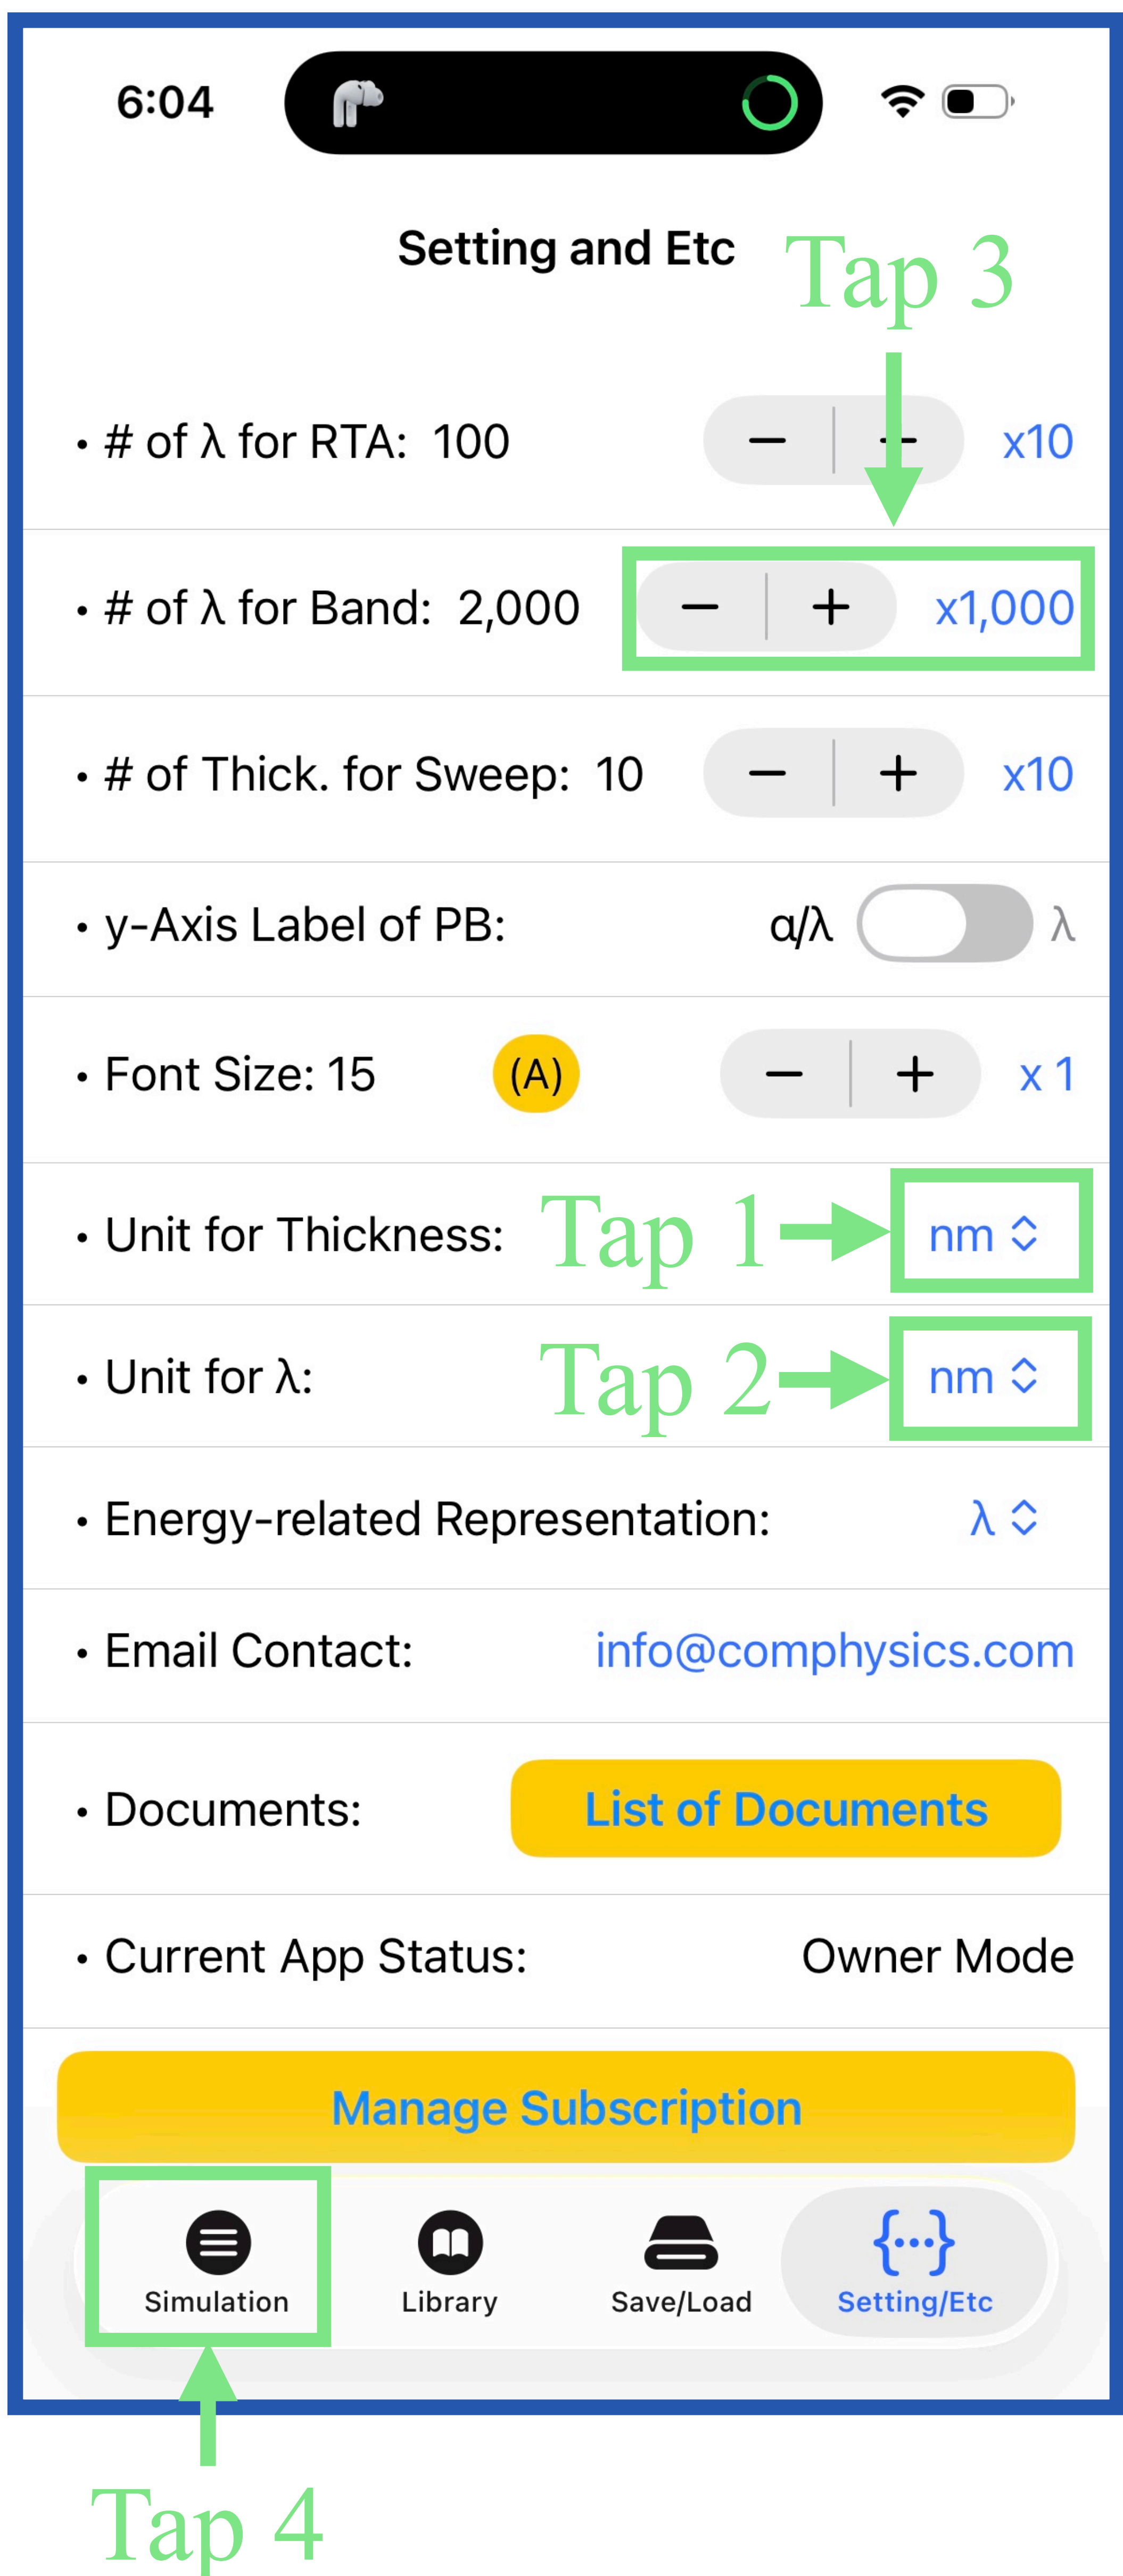 6:04
Setting and Etc
Tap 3
• # of λ for RTA: 100 − + x10
• # of λ for Band: 2,000 − + x1,000
• # of Thick. for Sweep: 10 − + x10
• y-Axis Label of PB: α/λ λ
• Font Size: 15 (A) − + x 1
• Unit for Thickness: Tap 1 nm
• Unit for λ: Tap 2 nm
• Energy-related Representation: λ
• Email Contact: info@comphysics.com
• Documents: List of Documents
• Current App Status: Owner Mode
Manage Subscription
{···}
Simulation Library Save/Load Setting/Etc
Tap 4